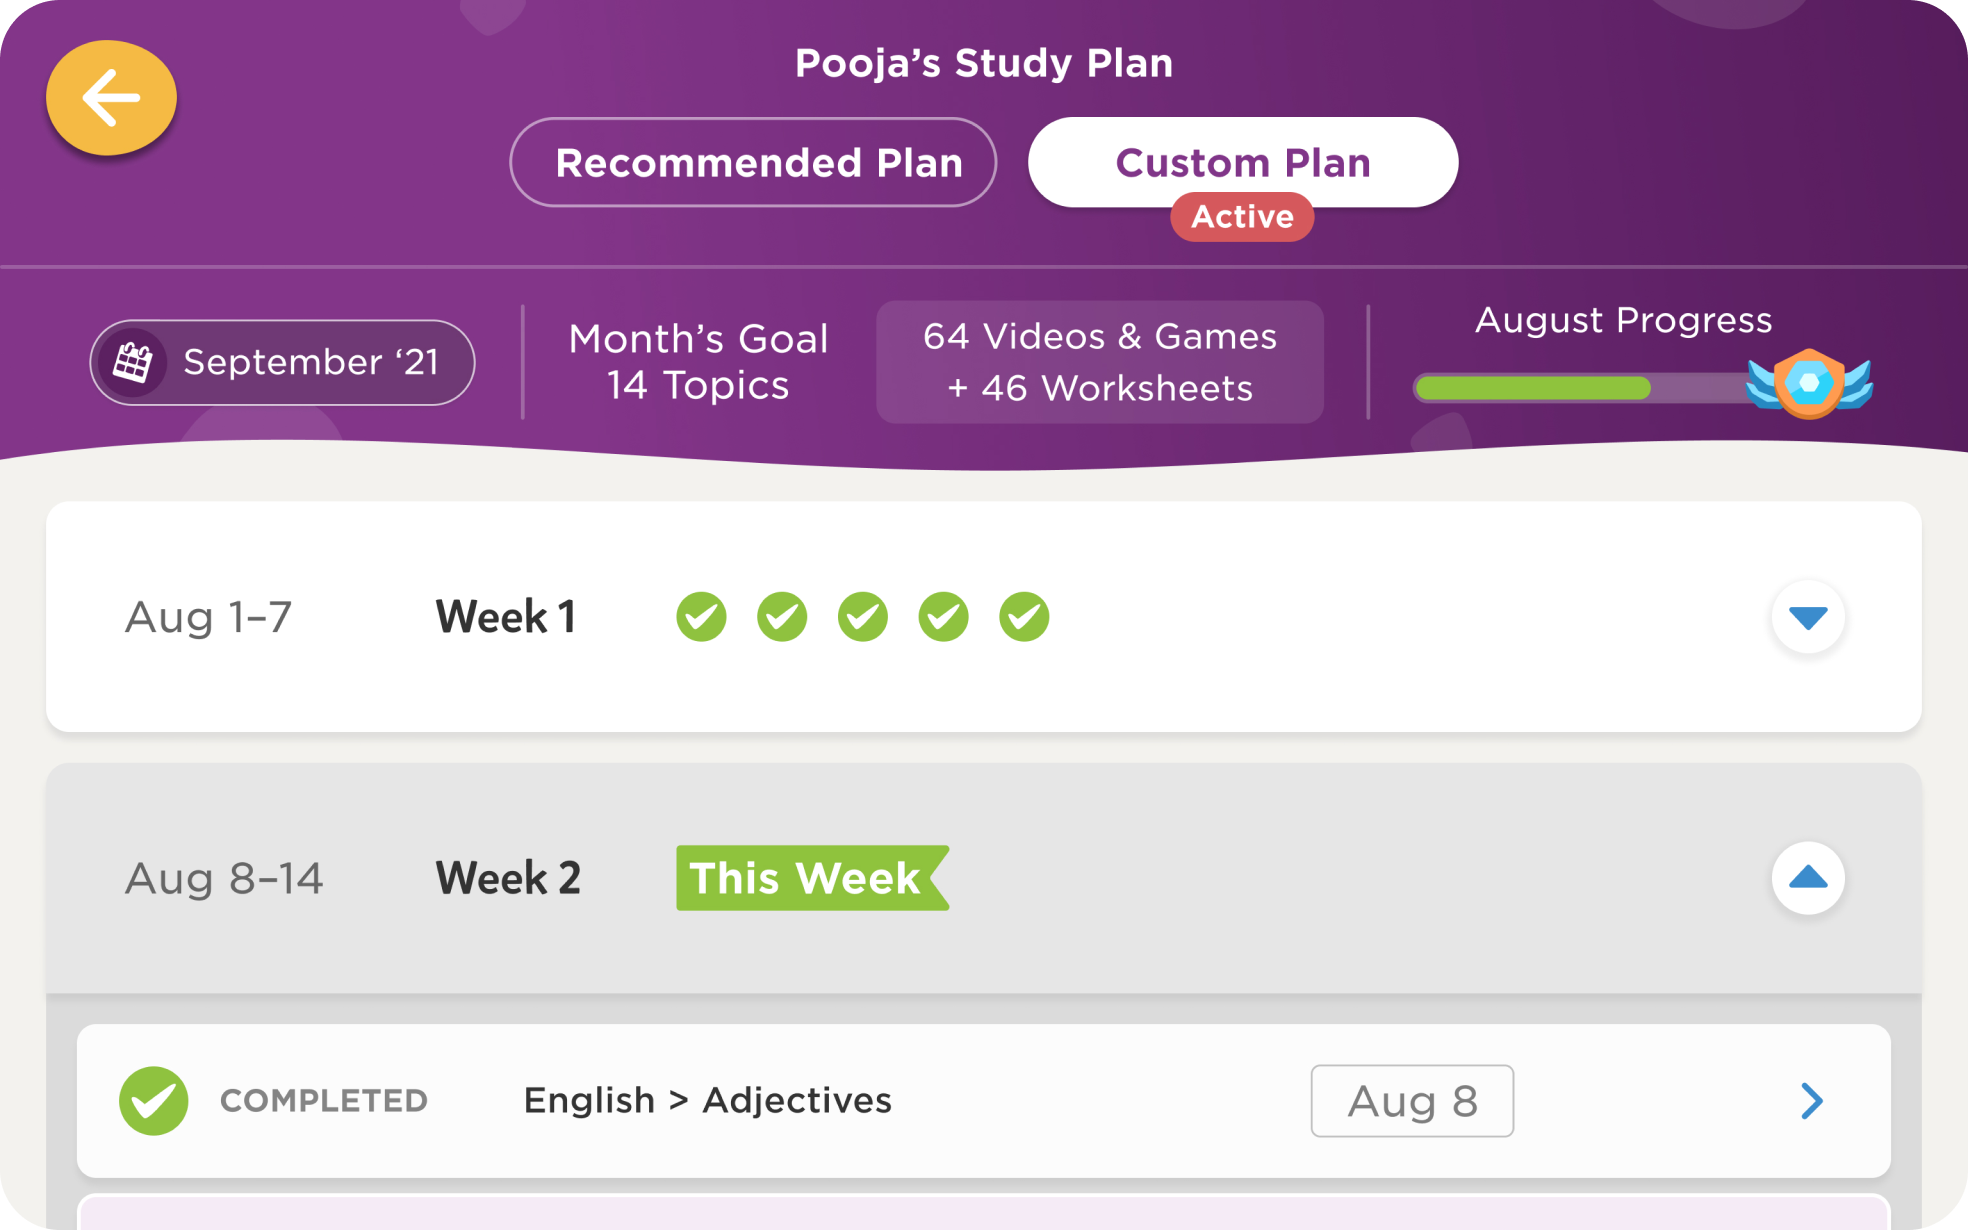 Pooja’s Study Plan
Recommended Plan
Custom Plan
Active
September ‘21
Month’s Goal
14 Topics
64 Videos & Games
+ 46 Worksheets
August Progress
Aug 1–7
Week 1
Aug 8–14
Week 2
This Week
COMPLETED
English > Adjectives
Aug 8